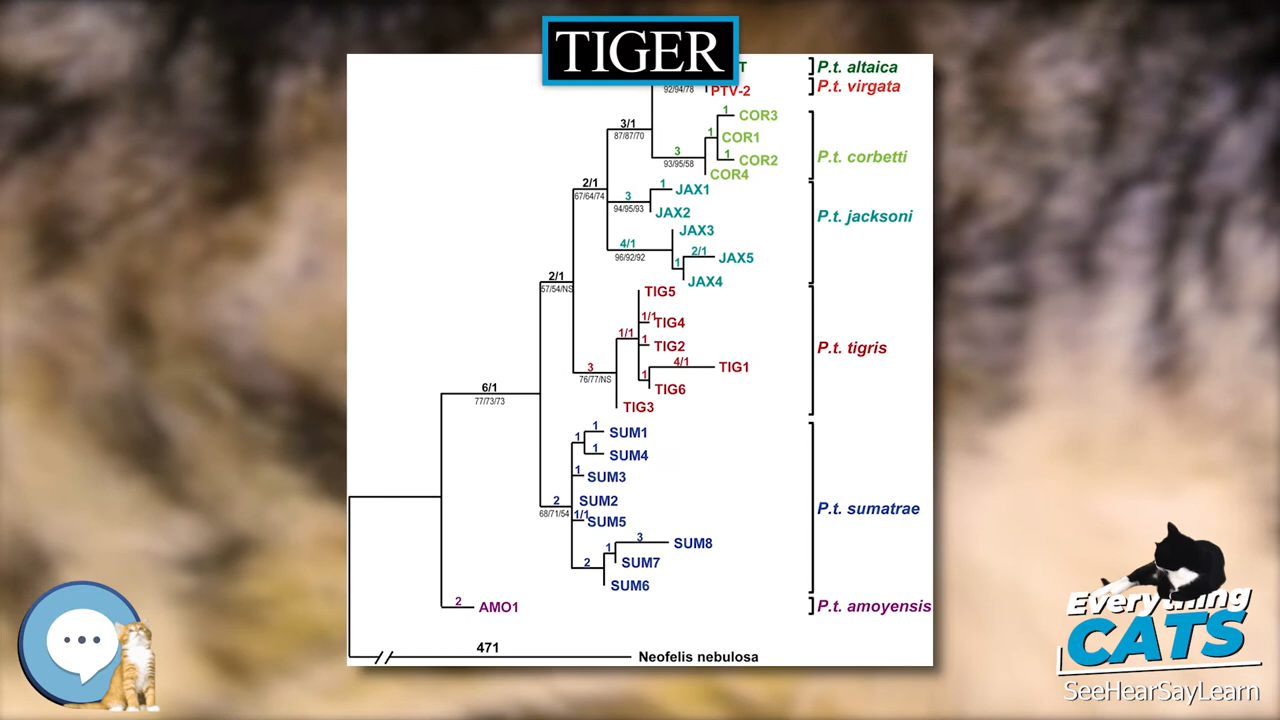 TIGER
T
P.t. altaica
92/94/78
PTV-2
P.t. virgata
1
COR3
3/1
87/87/70
1
COR1
3
1
COR2
P.t. corbetti
93/95/58
COR4
2/1
67/64/74
1
JAX1
3
94/95/93
JAX2
P.t. jacksoni
JAX3
4/1
96/92/92
2/1
JAX5
1
JAX4
2/1
57/54/NS
TIG5
1/1
TIG4
1/1
1
TIG2
P.t. tigris
3
76/77/NS
4/1
TIG1
1
TIG6
6/1
77/73/73
TIG3
1
SUM1
1
1
SUM4
1
SUM3
2
68/71/54
SUM2
1/1
SUM5
P.t. sumatrae
3
SUM8
1
2
SUM7
SUM6
2
AMO1
P.t. amoyensis
471
Neofelis nebulosa
Everything
CATS
SeeHearSayLearn